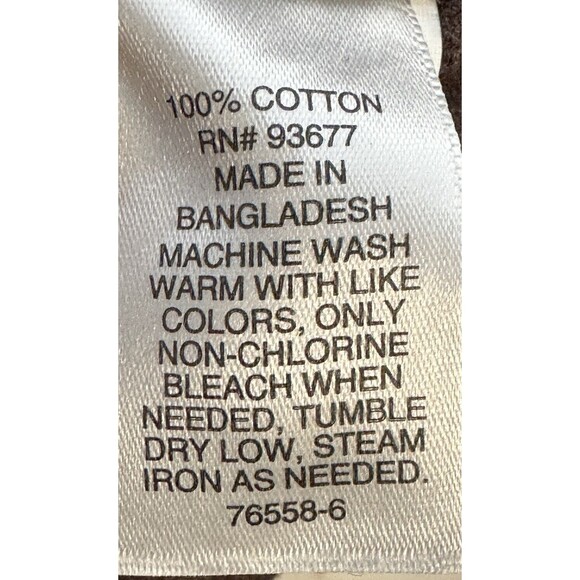 100% COTTON
RN# 93677
MADE IN
BANGLADESH
MACHINE WASH
WARM WITH LIKE
COLORS, ONLY
NON-CHLORINE
BLEACH WHEN
NEEDED, TUMBLE
DRY LOW, STEAM
IRON AS NEEDED.
76558-6